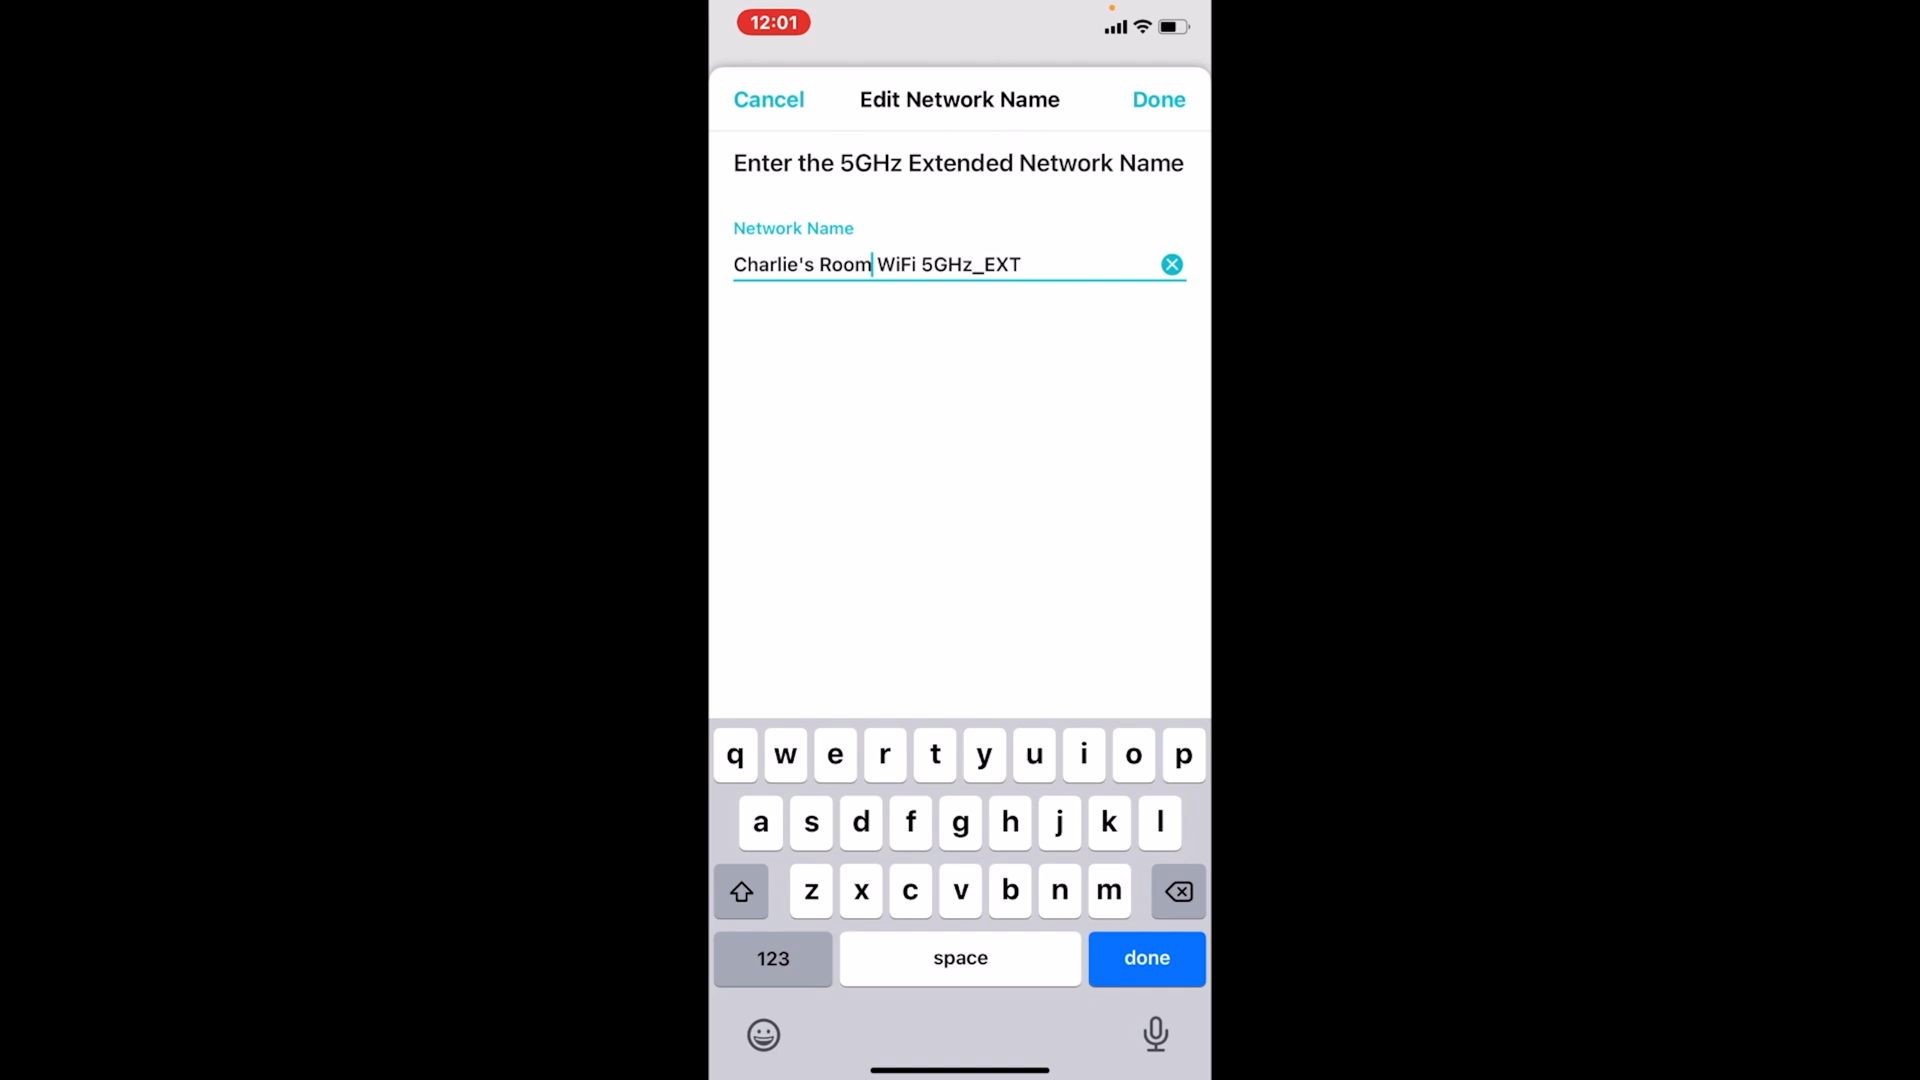 12:01
Cancel Edit Network Name Done
Enter the 5GHz Extended Network Name
Network Name
Charlie's Room WiFi 5GHz_EXT
q w e r t y u i o p
a s d f g h j k l
z x c v b n m
123 space done